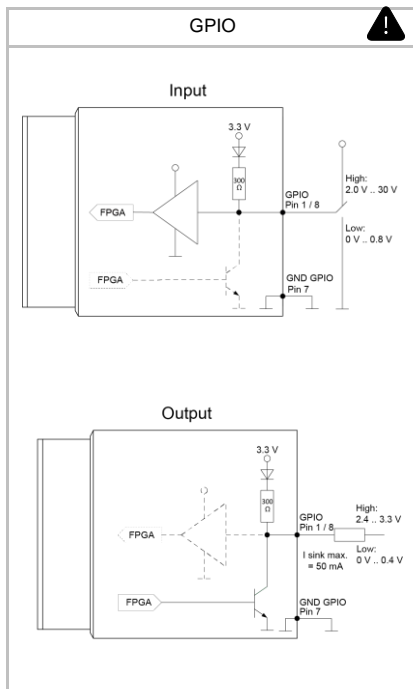 GPIO
!
Input
3.3 V
300
Ω
GPIO
Pin 1 / 8
High:
2.0 V .. 30 V
Low:
0 V .. 0.8 V
FPGA
FPGA
GND GPIO
Pin 7
Output
3.3 V
300
Ω
GPIO
Pin 1 / 8
High:
2.4 .. 3.3 V
FPGA
I sink max.
= 50 mA
Low:
0 V .. 0.4 V
FPGA
GND GPIO
Pin 7